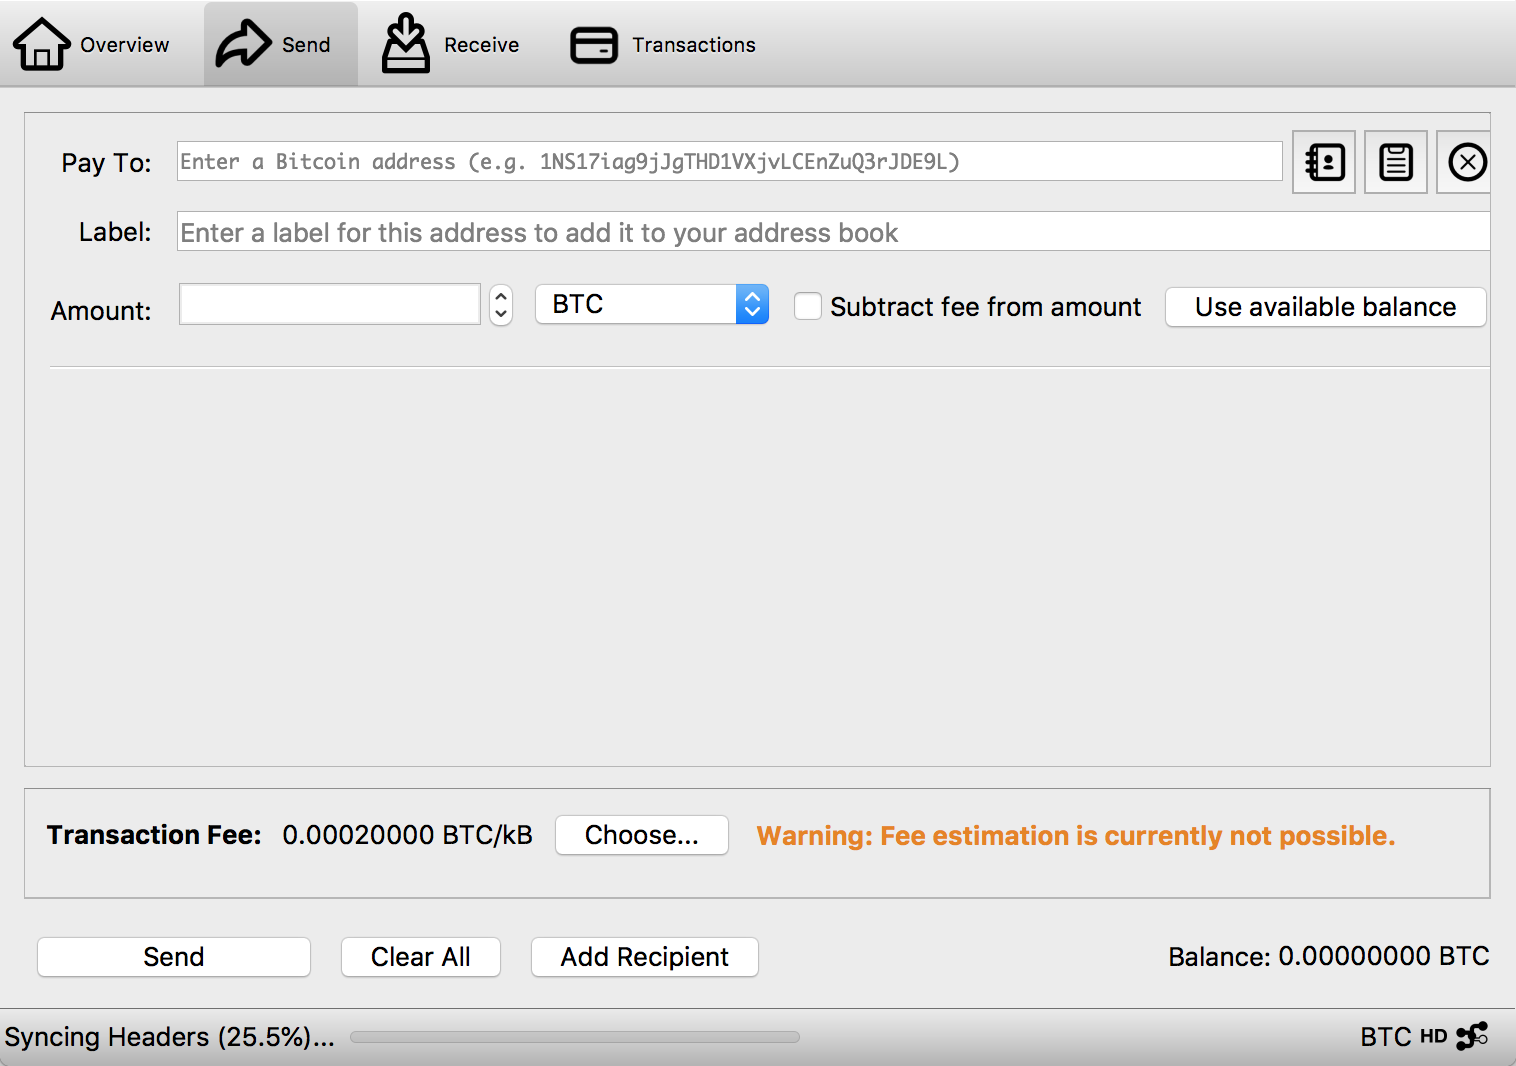 Overview Send Receive Transactions
Pay To: Enter a Bitcoin address (e.g. 1NS17iag9jJgTHD1VXjvLCEnZuQ3rJDE9L)
Label: Enter a label for this address to add it to your address book
Amount: BTC Subtract fee from amount Use available balance
Transaction Fee: 0.00020000 BTC/kB Choose... Warning: Fee estimation is currently not possible.
Send Clear All Add Recipient Balance: 0.00000000 BTC
Syncing Headers (25.5%)... BTC HD